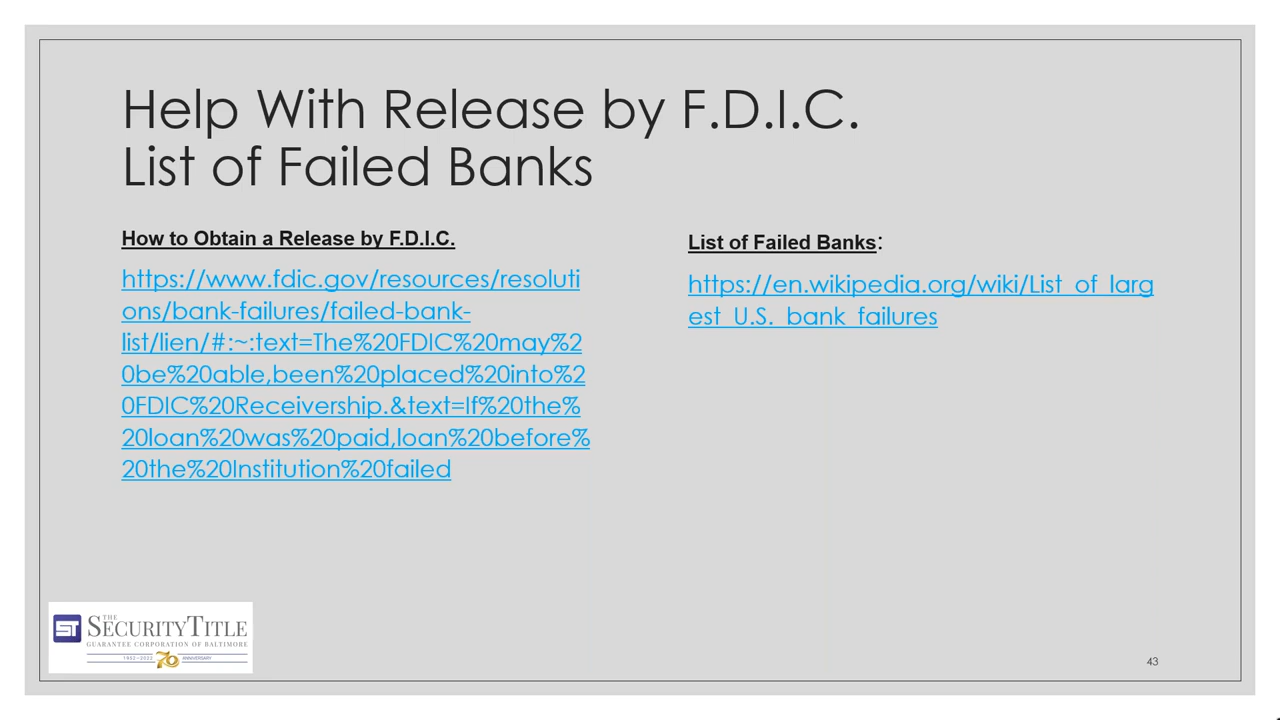 Help With Release by F.D.I.C.
List of Failed Banks
How to Obtain a Release by F.D.I.C.
https://www.fdic.gov/resources/resoluti
ons/bank-failures/failed-bank-
list/lien/#:~:text=The%20FDIC%20may%2
0be%20able,been%20placed%20into%2
0FDIC%20Receivership.&text=If%20the%
20loan%20was%20paid,loan%20before%
20the%20Institution%20failed
List of Failed Banks:
https://en.wikipedia.org/wiki/List_of_larg
est_U.S._bank_failures
ST
THE
SECURITYTITLE
GUARANTEE CORPORATION OF BALTIMORE
1952-2022 70 ANNIVERSARY
43